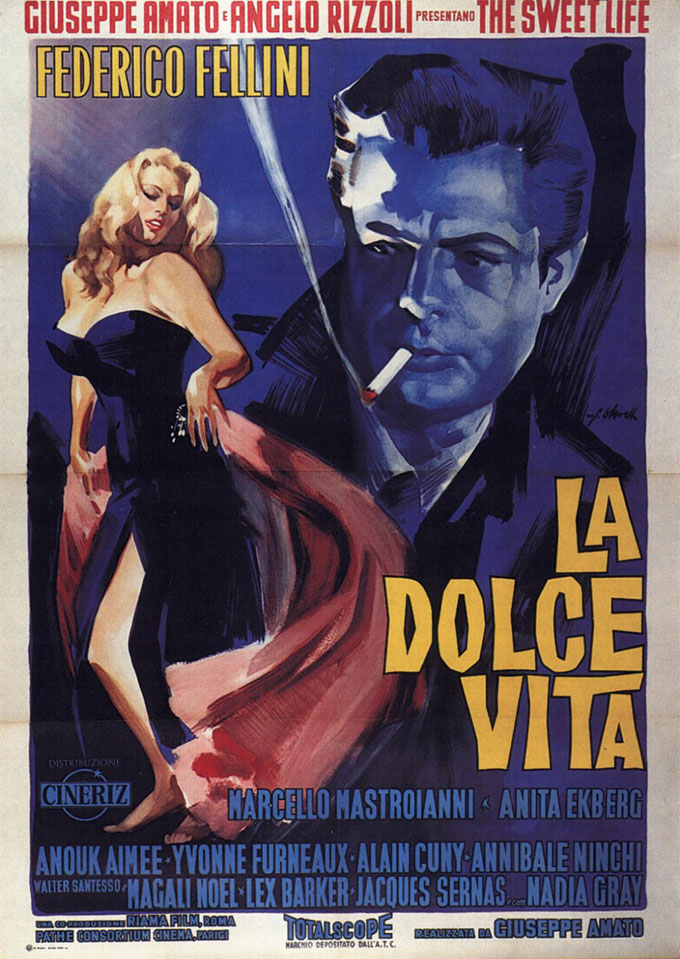 GIUSEPPE AMATO E ANGELO RIZZOLI PRESENTANO THE SWEET LIFE
FEDERICO FELLINI
LA
DOLCE
VITA
DISTRIBUZIONE
CINERIZ
MARCELLO MASTROIANNI * ANITA EKBERG
ANOUK AIMEE * YVONNE FURNEAUX * ALAIN CUNY * ANNIBALE NINCHI
WALTER SANTESSO * MAGALI NOEL * LEX BARKER * JACQUES SERNAS e con NADIA GRAY
UNA CO-PRODUZIONE RIAMA FILM, ROMA
PATHE CONSORTIUM CINEMA, PARIGI
TOTALSCOPE
MARCHIO DEPOSITATO DALL'A.T.C.
REALIZZATA DA GIUSEPPE AMATO